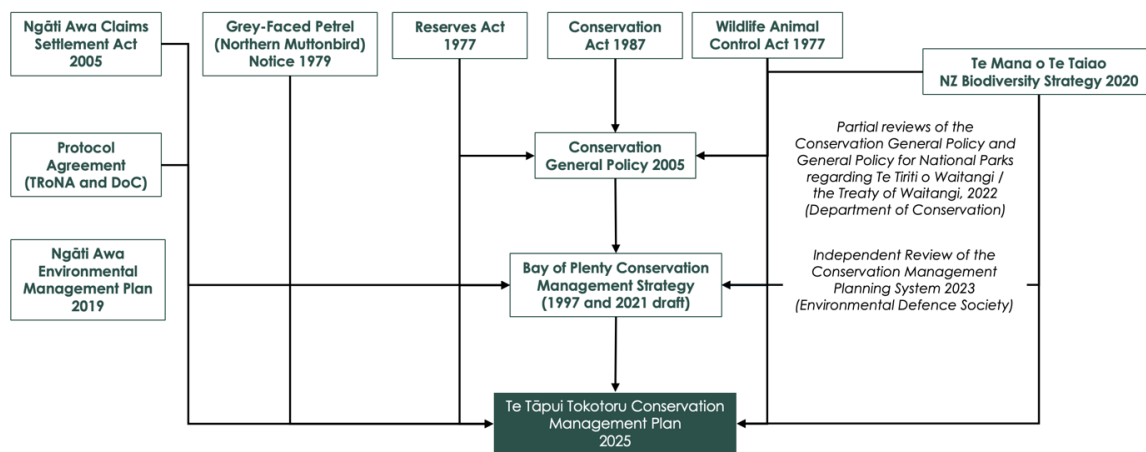 Ngāti Awa Claims
Settlement Act
2005
Grey-Faced Petrel
(Northern Muttonbird)
Notice 1979
Reserves Act
1977
Conservation
Act 1987
Wildlife Animal
Control Act 1977
Te Mana o Te Taiao
NZ Biodiversity Strategy 2020
Protocol
Agreement
(TRoNA and DoC)
Conservation
General Policy 2005
Partial reviews of the
Conservation General Policy and
General Policy for National Parks
regarding Te Tiriti o Waitangi /
the Treaty of Waitangi, 2022
(Department of Conservation)
Ngāti Awa
Environmental
Management Plan
2019
Bay of Plenty Conservation
Management Strategy
(1997 and 2021 draft)
Independent Review of the
Conservation Management
Planning System 2023
(Environmental Defence Society)
Te Tāpui Tokotoru Conservation
Management Plan
2025